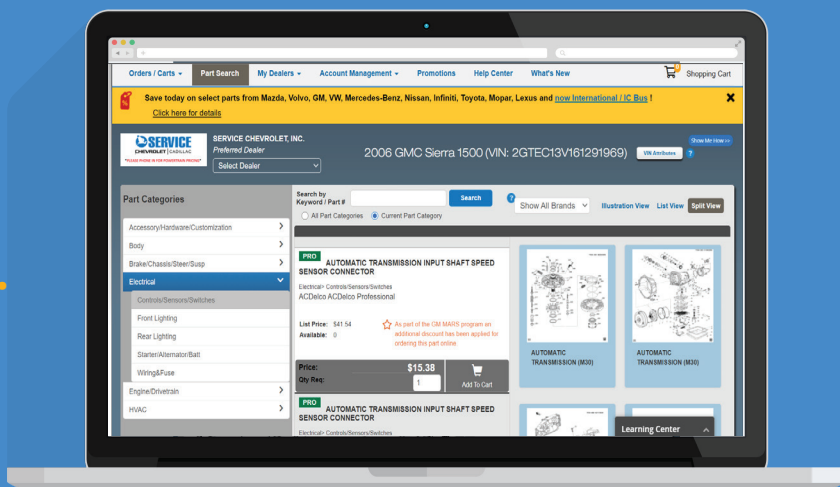 Orders / Carts
Part Search
My Dealers
Account Management
Promotions
Help Center
What's New
Shopping Cart
Save today on select parts from Mazda, Volvo, GM, VW, Mercedes-Benz, Nissan, Infiniti, Toyota, Mopar, Lexus and now International / IC Bus !
Click here for details
SERVICE
CHEVROLET | CADILLAC
*PLEASE PHONE IN FOR POWERTRAIN PRICING*
SERVICE CHEVROLET, INC.
Preferred Dealer
Select Dealer
2006 GMC Sierra 1500 (VIN: 2GTEC13V161291969)
VIN Attributes
?
Show Me How >>
Part Categories
Accessory/Hardware/Customization
Body
Brake/Chassis/Steer/Susp
Electrical
Controls/Sensors/Switches
Front Lighting
Rear Lighting
Starter/Alternator/Batt
Wiring&Fuse
Engine/Drivetrain
HVAC
Search by
Keyword / Part #
Search
?
Show All Brands
Illustration View
List View
Split View
All Part Categories
Current Part Category
PRO
AUTOMATIC TRANSMISSION INPUT SHAFT SPEED
SENSOR CONNECTOR
Electrical> Controls/Sensors/Switches
ACDelco ACDelco Professional
List Price: $41.54
Available: 0
As part of the GM MARS program an
additional discount has been applied for
ordering this part online.
Price: $15.38
Qty Req: 1
Add To Cart
PRO
AUTOMATIC TRANSMISSION INPUT SHAFT SPEED
SENSOR CONNECTOR
Electrical> Controls/Sensors/Switches
AUTOMATIC
TRANSMISSION (M30)
AUTOMATIC
TRANSMISSION (M30)
Learning Center